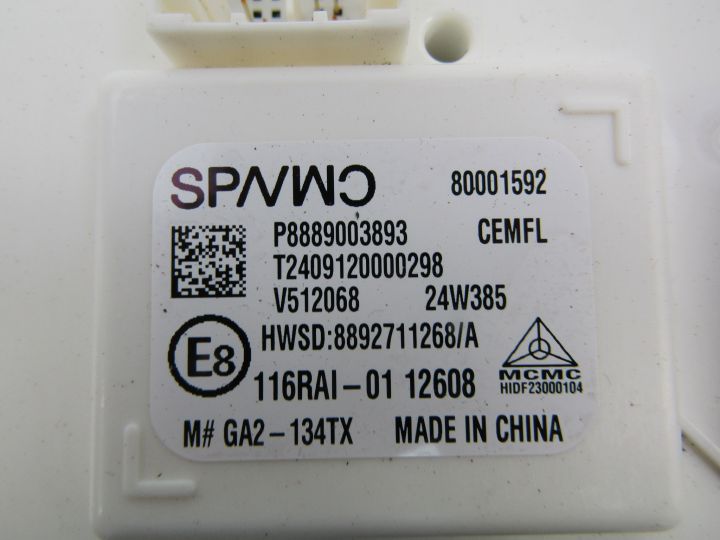 80001592
P8889003893 CEMFL
T2409120000298
V512068 24W385
HWSD:8892711268/A
E8
116RAI-01 12608
MCMC
HIDF23000104
M# GA2-134TX MADE IN CHINA